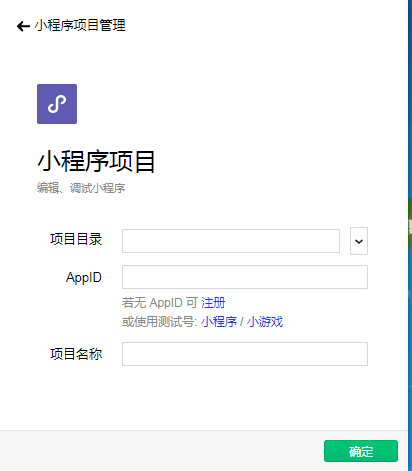 小程序项目管理
小程序项目
编辑、调试小程序
项目目录
AppID
若无 AppID 可 注册
或使用测试号: 小程序 / 小游戏
项目名称
确定